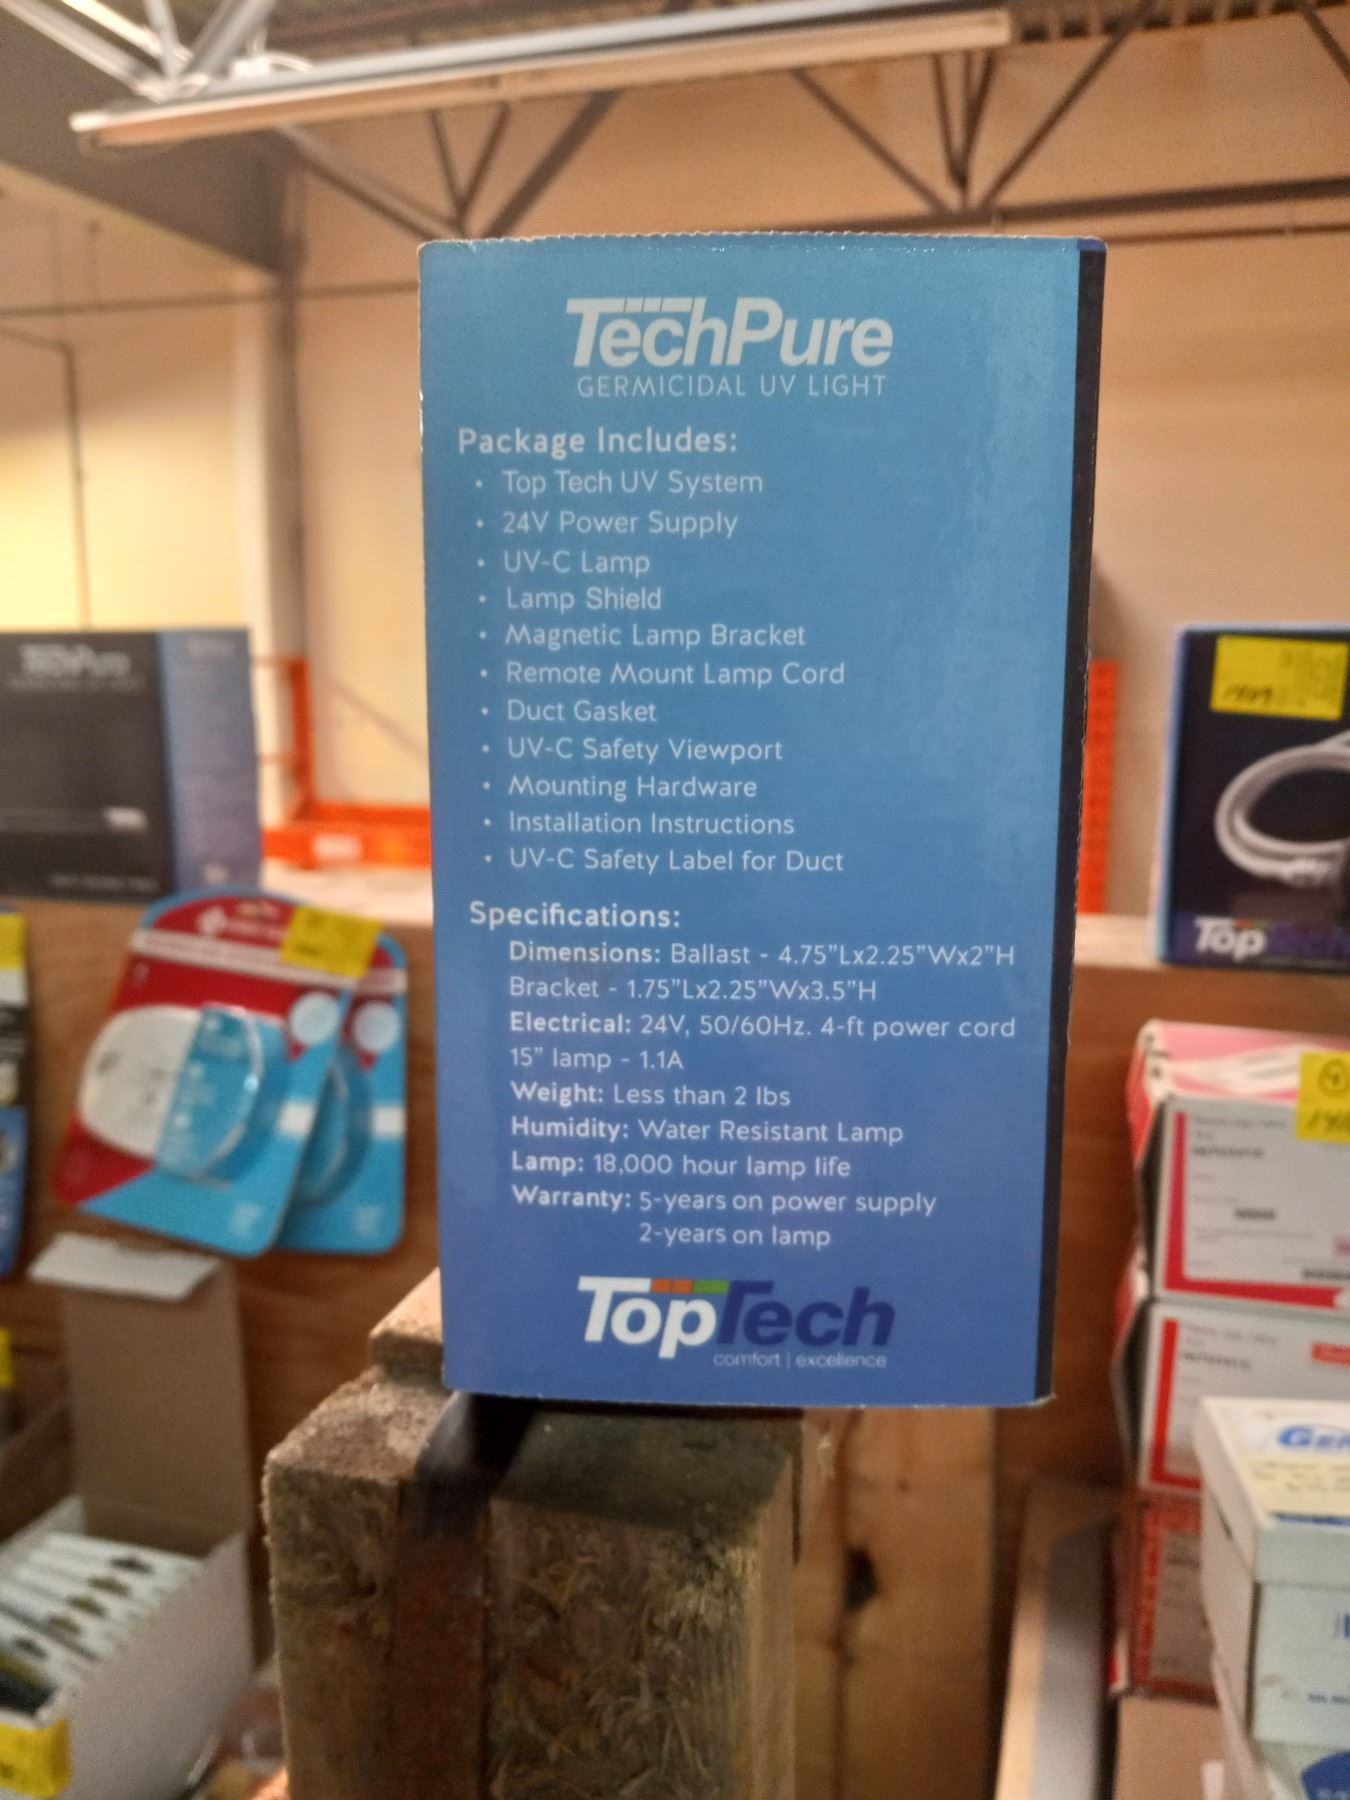 TechPure
GERMICIDAL UV LIGHT
Package Includes:
• Top Tech UV System
• 24V Power Supply
• UV-C Lamp
• Lamp Shield
• Magnetic Lamp Bracket
• Remote Mount Lamp Cord
• Duct Gasket
• UV-C Safety Viewport
• Mounting Hardware
• Installation Instructions
• UV-C Safety Label for Duct
Specifications:
Dimensions: Ballast - 4.75"Lx2.25"Wx2"H
Bracket - 1.75"Lx2.25"Wx3.5"H
Electrical: 24V, 50/60Hz. 4-ft power cord
15" lamp - 1.1A
Weight: Less than 2 lbs
Humidity: Water Resistant Lamp
Lamp: 18,000 hour lamp life
Warranty: 5-years on power supply
2-years on lamp
TopTech
comfort | excellence
TechPure
Top